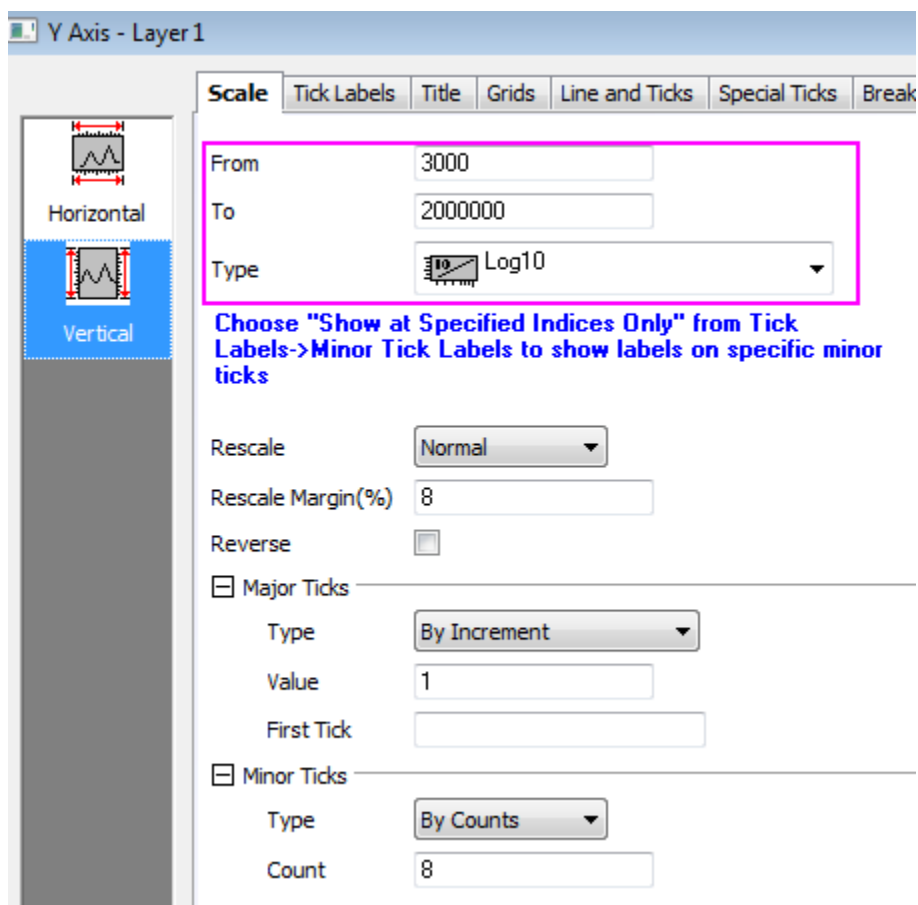 Y Axis - Layer 1
Scale Tick Labels Title Grids Line and Ticks Special Ticks Break
Horizontal
Vertical
From 3000
To 2000000
Type 10 Log10
Choose "Show at Specified Indices Only" from Tick
Labels->Minor Tick Labels to show labels on specific minor
ticks
Rescale Normal
Rescale Margin(%) 8
Reverse
Major Ticks
Type By Increment
Value 1
First Tick
Minor Ticks
Type By Counts
Count 8